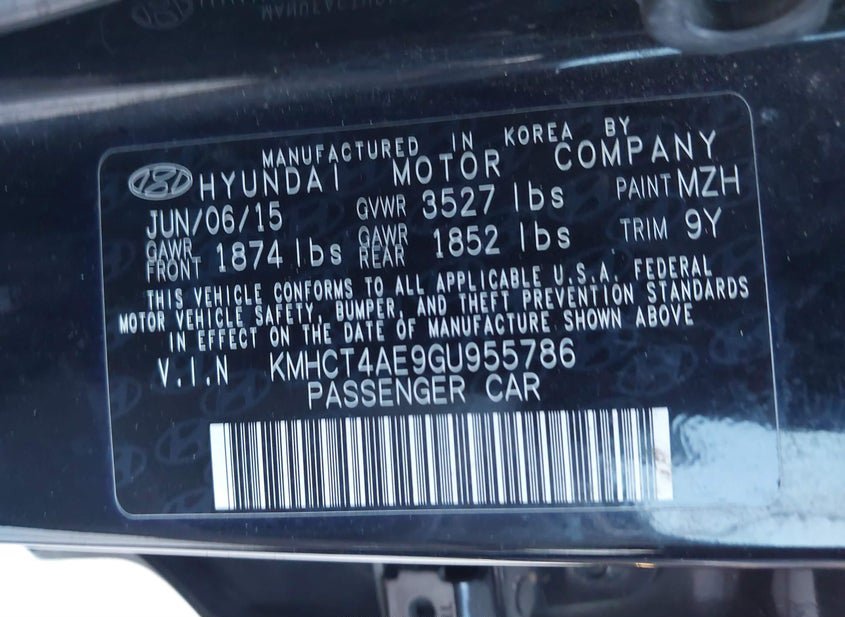 MANUFACTURED IN KOREA BY
HYUNDAI MOTOR COMPANY
JUN/06/15 GVWR 3527 lbs PAINT MZH
GAWR FRONT 1874 lbs GAWR REAR 1852 lbs TRIM 9Y
THIS VEHICLE CONFORMS TO ALL APPLICABLE U.S.A. FEDERAL
MOTOR VEHICLE SAFETY, BUMPER, AND THEFT PREVENTION STANDARDS
IN EFFECT ON THE DATE OF MANUFACTURE SHOWN ABOVE
V.I.N KMHCT4AE9GU955786
PASSENGER CAR